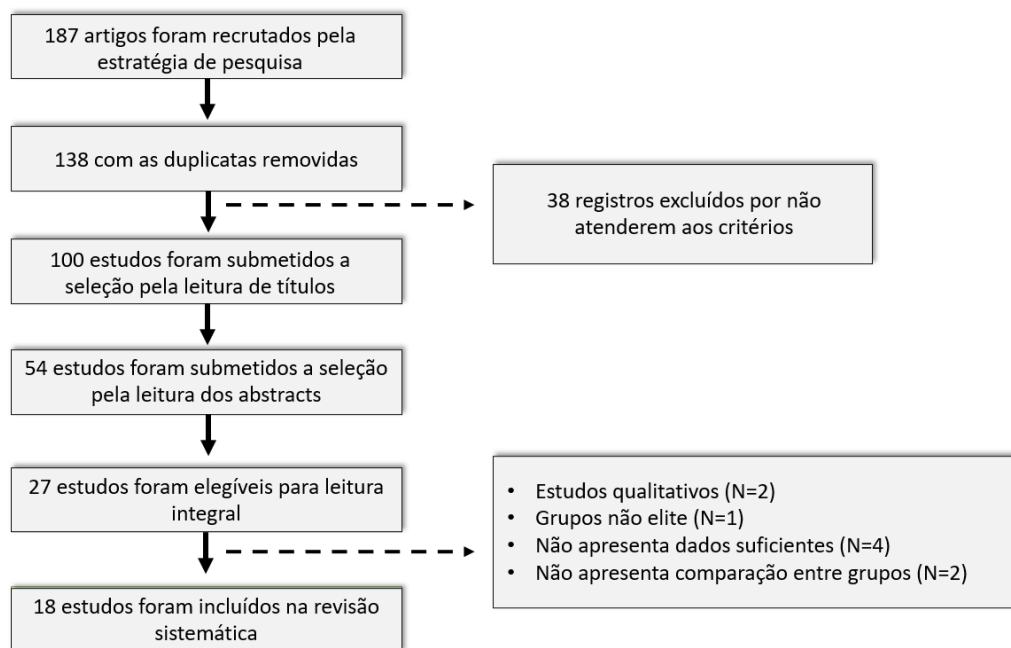 187 artigos foram recrutados pela
estratégia de pesquisa
138 com as duplicatas removidas
38 registros excluídos por não
atenderem aos critérios
100 estudos foram submetidos a
seleção pela leitura de títulos
54 estudos foram submetidos a seleção
pela leitura dos abstracts
27 estudos foram elegíveis para leitura
integral
• Estudos qualitativos (N=2)
• Grupos não elite (N=1)
• Não apresenta dados suficientes (N=4)
• Não apresenta comparação entre grupos (N=2)
18 estudos foram incluídos na revisão
sistemática